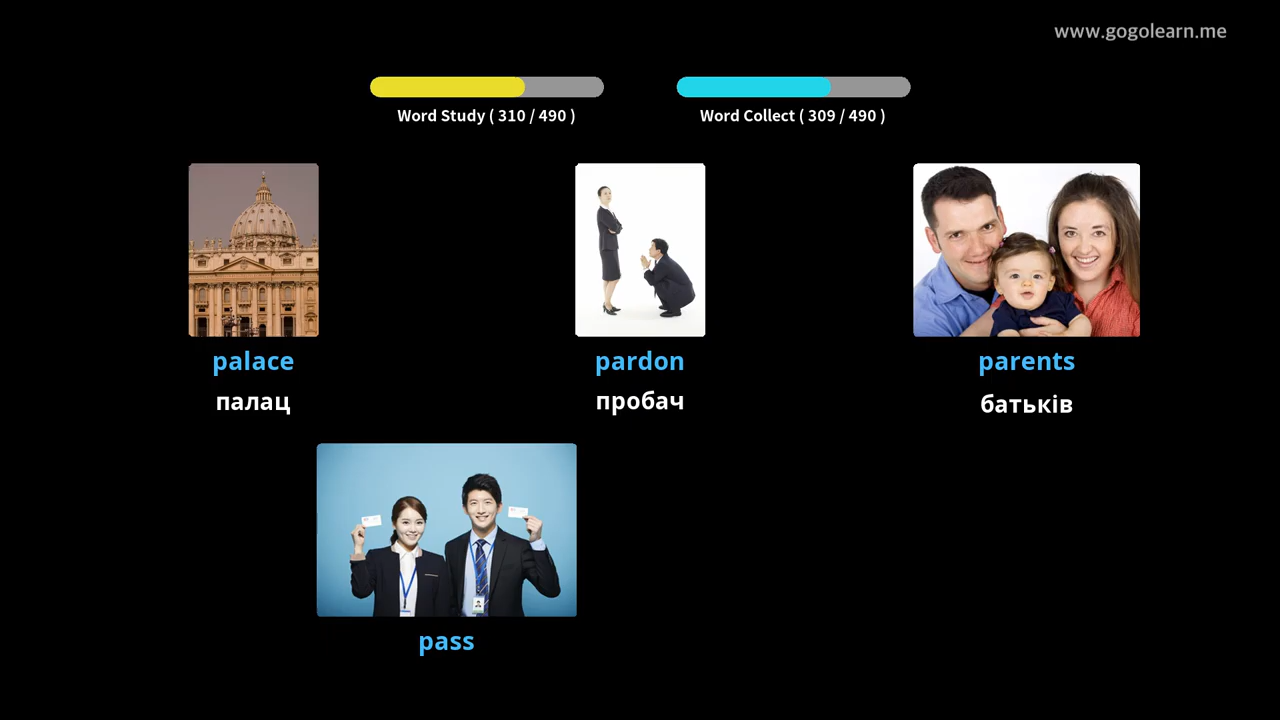 www.gogolearn.me
Word Study ( 310 / 490 )
Word Collect ( 309 / 490 )
palace
палац
pardon
пробач
parents
батьків
pass